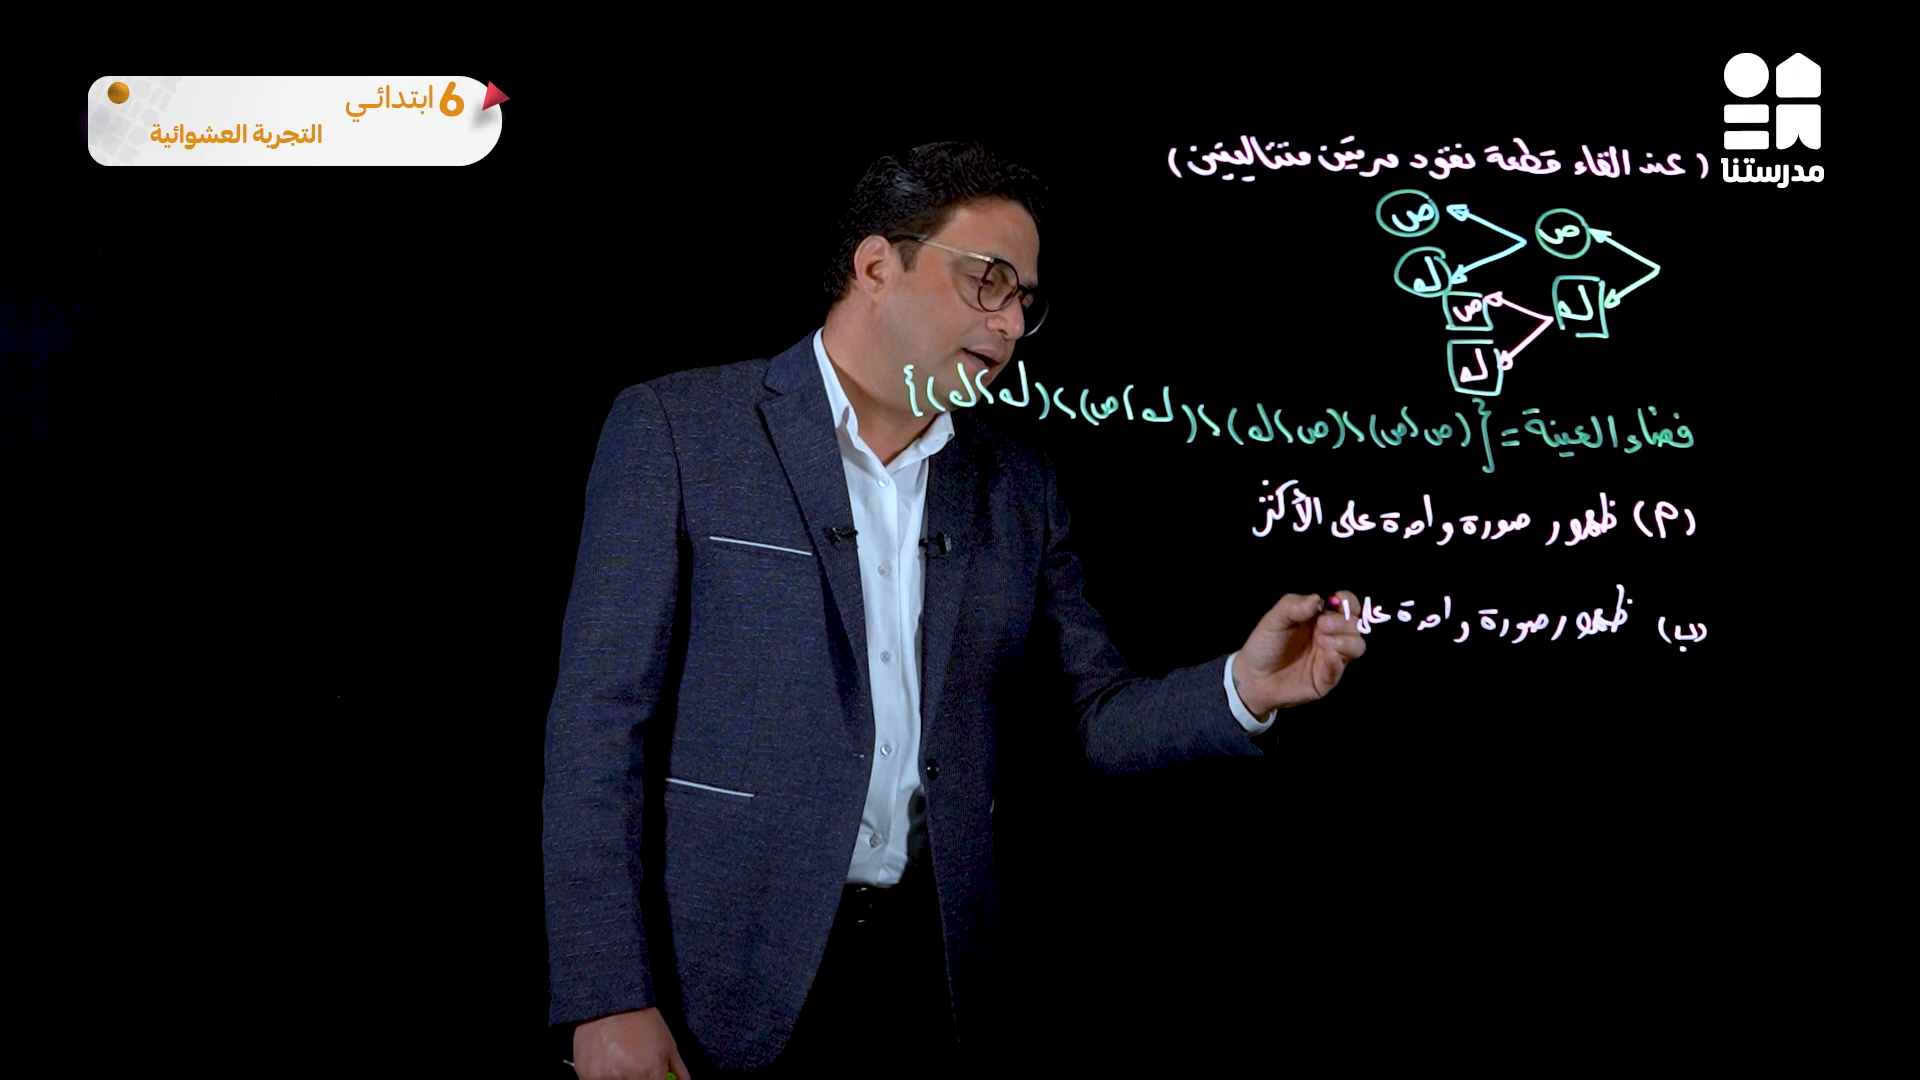 6 ابتدائي
التجربة العشوائية
مدرستنا
( عند القاء قطعة نقود مرتين متتاليتين )
ص ص
ك ك
ص
ك
فضاء العينة = { (ص ، ص) ، (ص ، ك) ، (ك ، ص) ، (ك ، ك) }
(م) ظهور صورة واحدة على الأكثر
(ب) ظهور صورة واحدة على ا